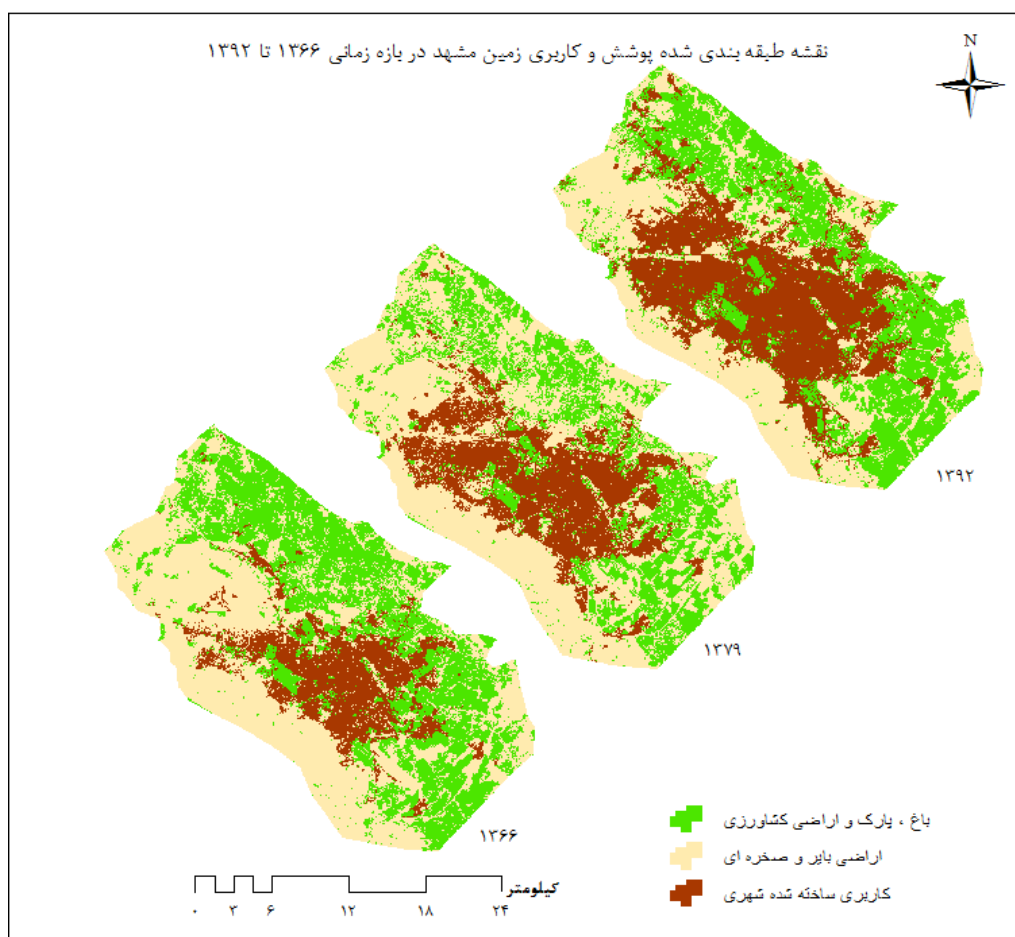 نقشه طبقه بندی شده پوشش و کاربری زمین مشهد در بازه زمانی ۱۳۶۶ تا ۱۳۹۲
N
۱۳۹۲
۱۳۷۹
۱۳۶۶
باغ ، پارک و اراضی کشاورزی
اراضی بایر و صخره ای
کاربری ساخته شده شهری
کیلومتر
۰ ۳ ۶ ۱۲ ۱۸ ۲۴